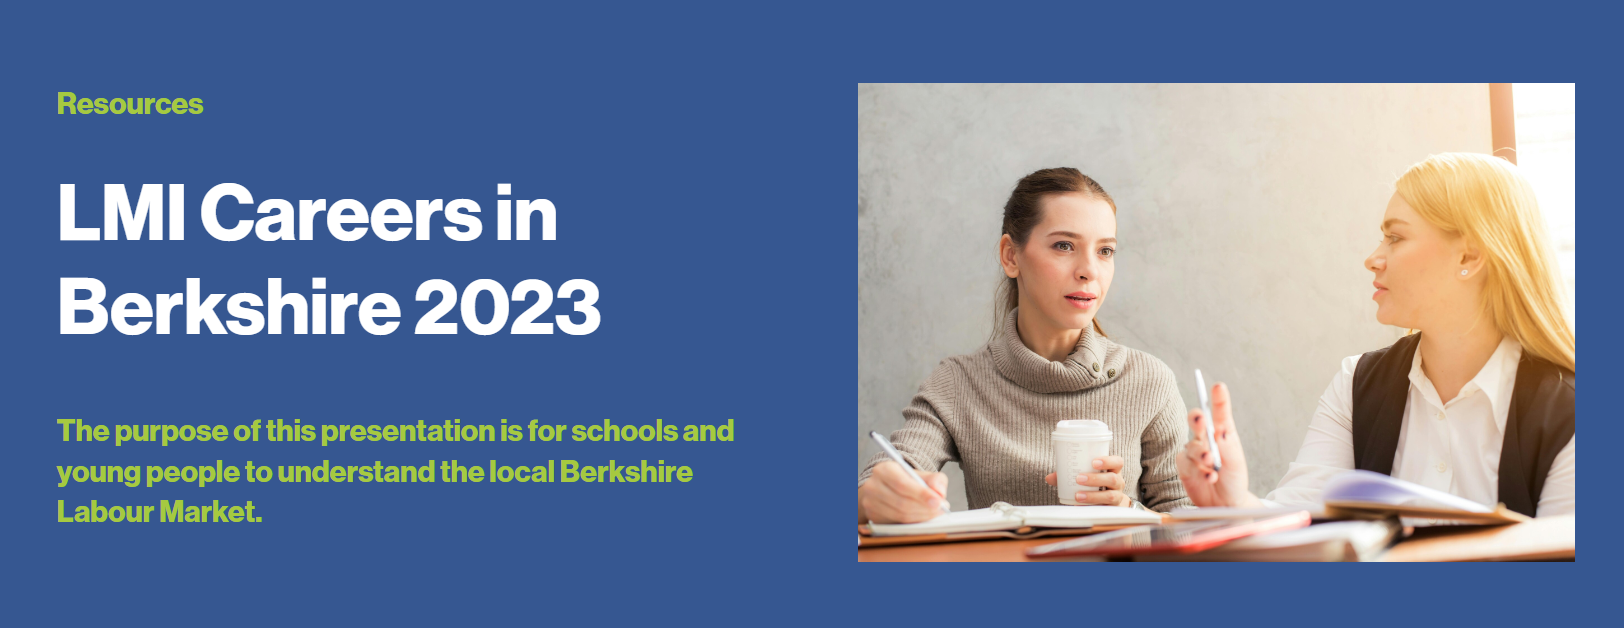 Resources
LMI Careers in
Berkshire 2023
The purpose of this presentation is for schools and
young people to understand the local Berkshire
Labour Market.